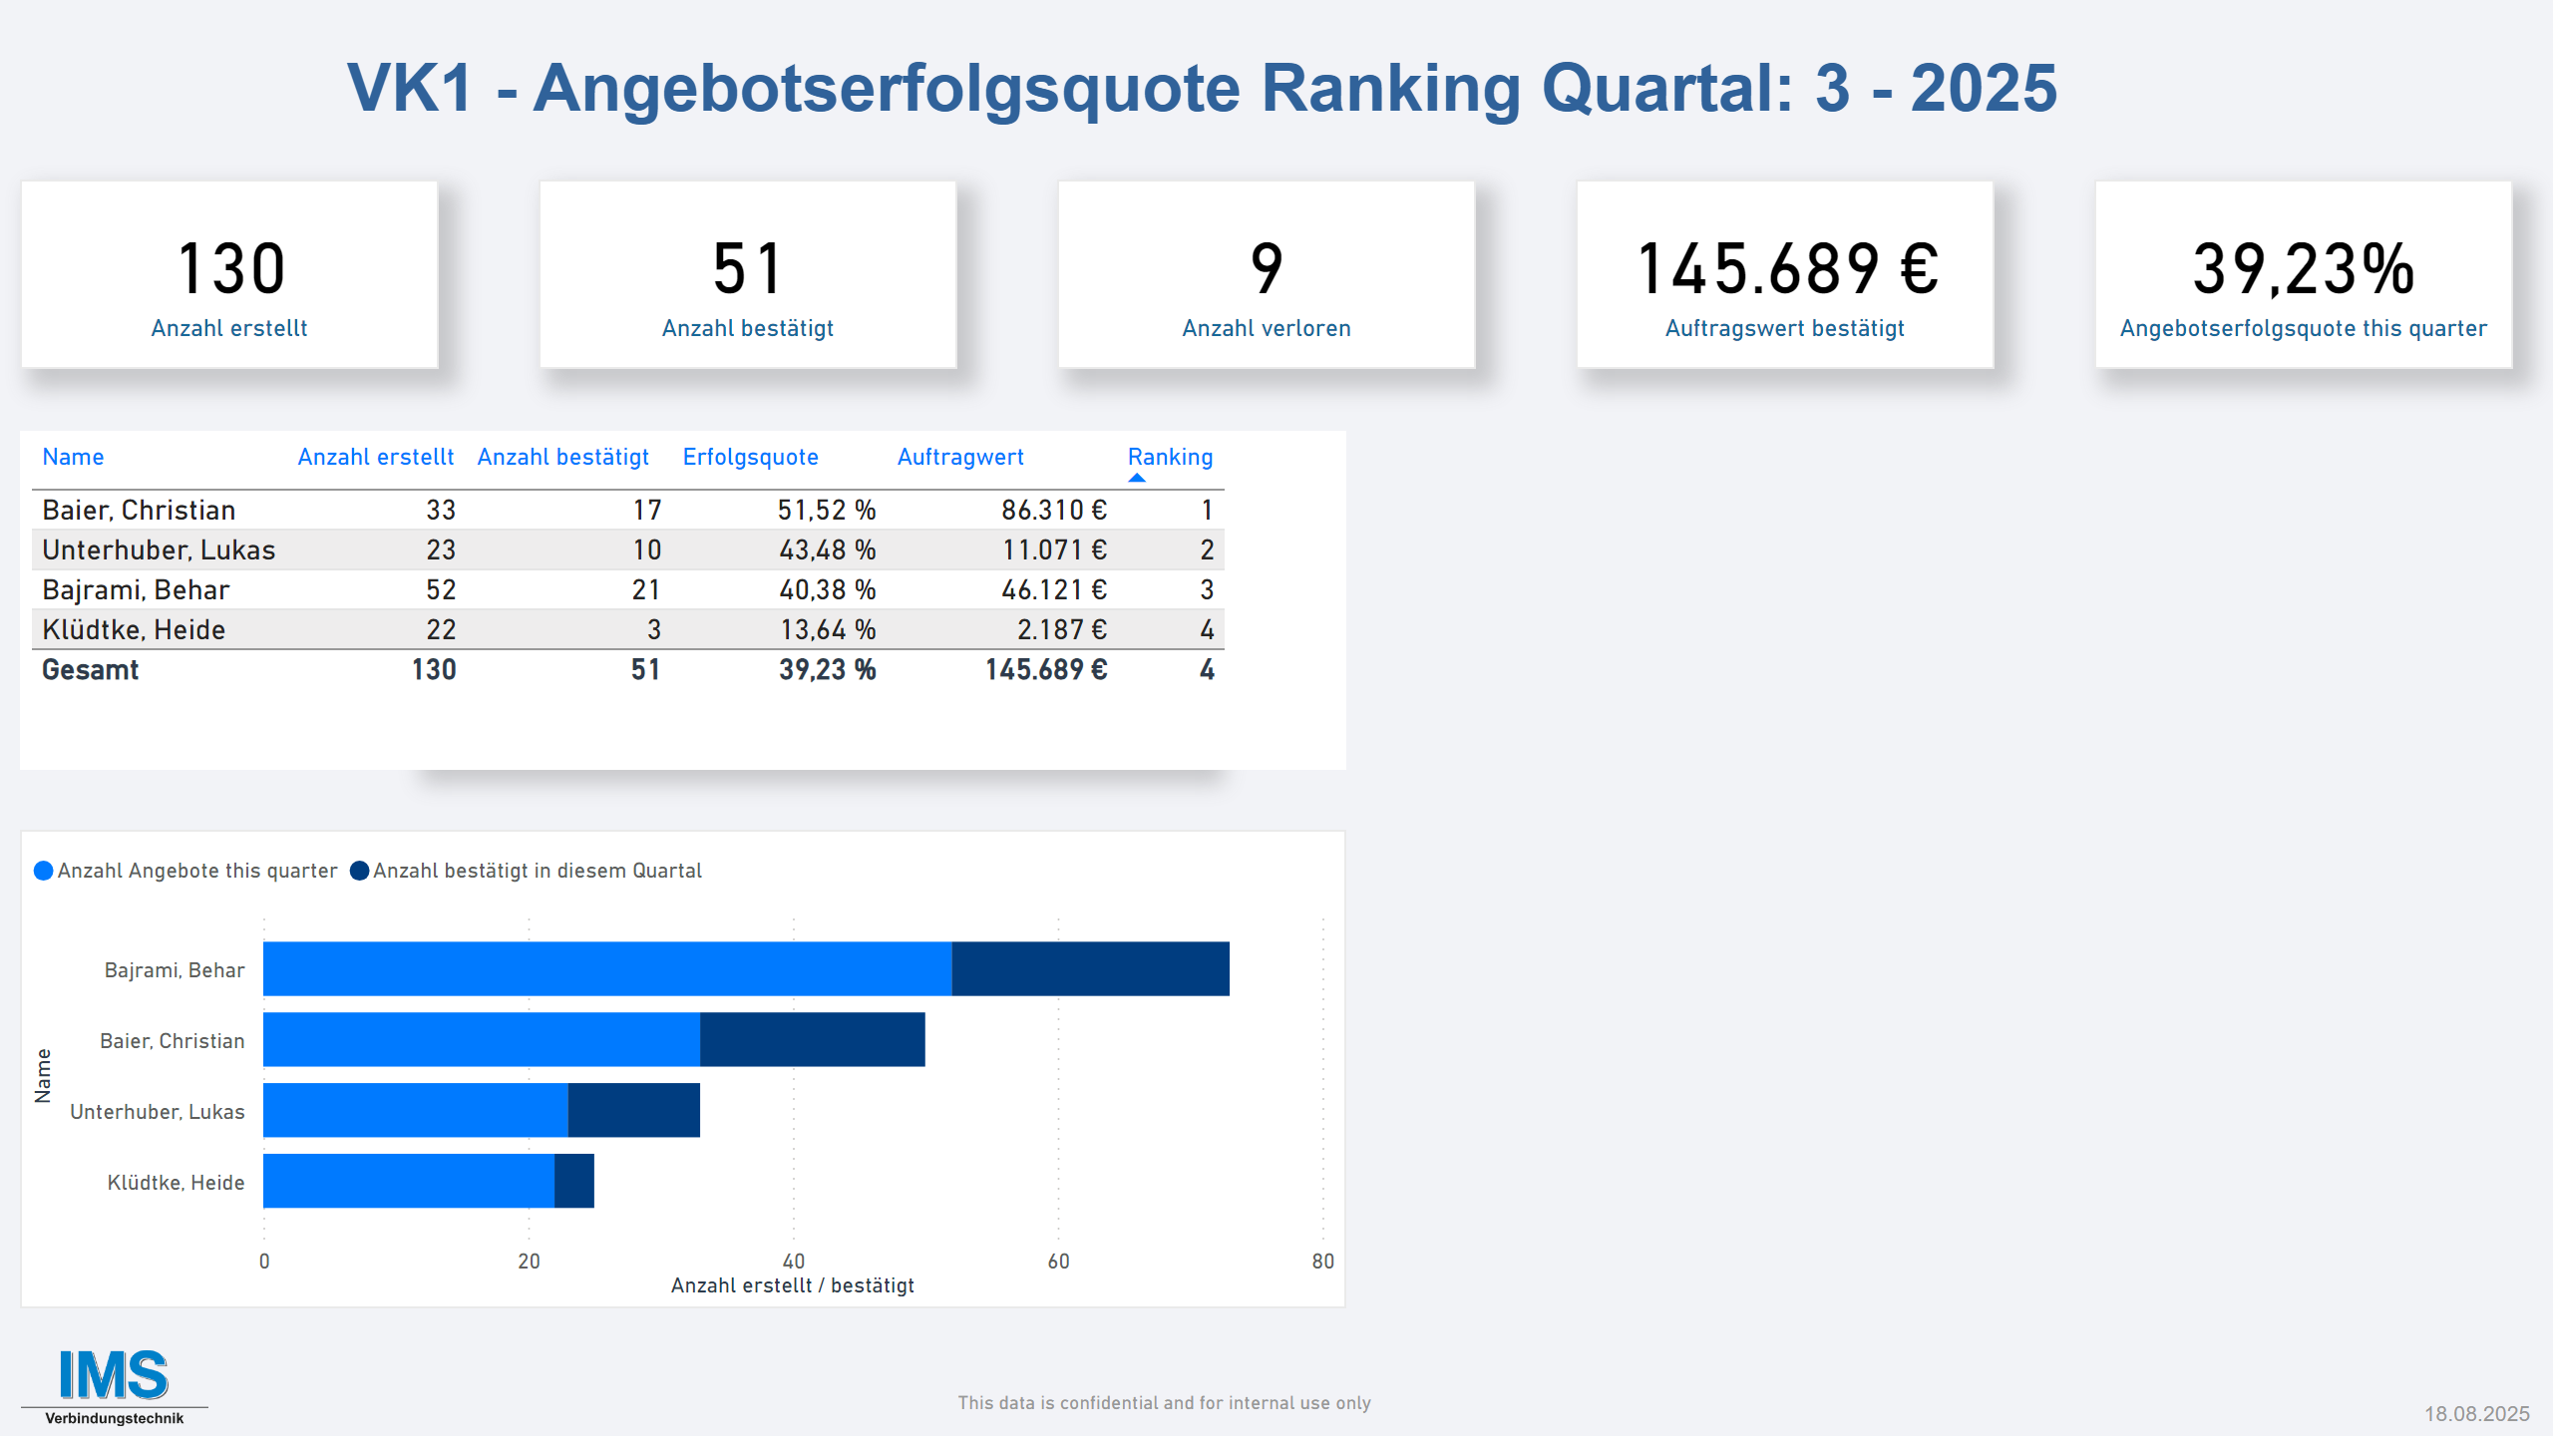 VK1 - Angebotserfolgsquote Ranking Quartal: 3 - 2025
130
Anzahl erstellt
51
Anzahl bestätigt
9
Anzahl verloren
145.689 €
Auftragswert bestätigt
39,23%
Angebotserfolgsquote this quarter
Name Anzahl erstellt Anzahl bestätigt Erfolgsquote Auftragwert Ranking
Baier, Christian 33 17 51,52 % 86.310 € 1
Unterhuber, Lukas 23 10 43,48 % 11.071 € 2
Bajrami, Behar 52 21 40,38 % 46.121 € 3
Klüdtke, Heide 22 3 13,64 % 2.187 € 4
Gesamt 130 51 39,23 % 145.689 € 4
Anzahl Angebote this quarter Anzahl bestätigt in diesem Quartal
Name
Bajrami, Behar
Baier, Christian
Unterhuber, Lukas
Klüdtke, Heide
0 20 40 60 80
Anzahl erstellt / bestätigt
IMS
Verbindungstechnik
This data is confidential and for internal use only
18.08.2025